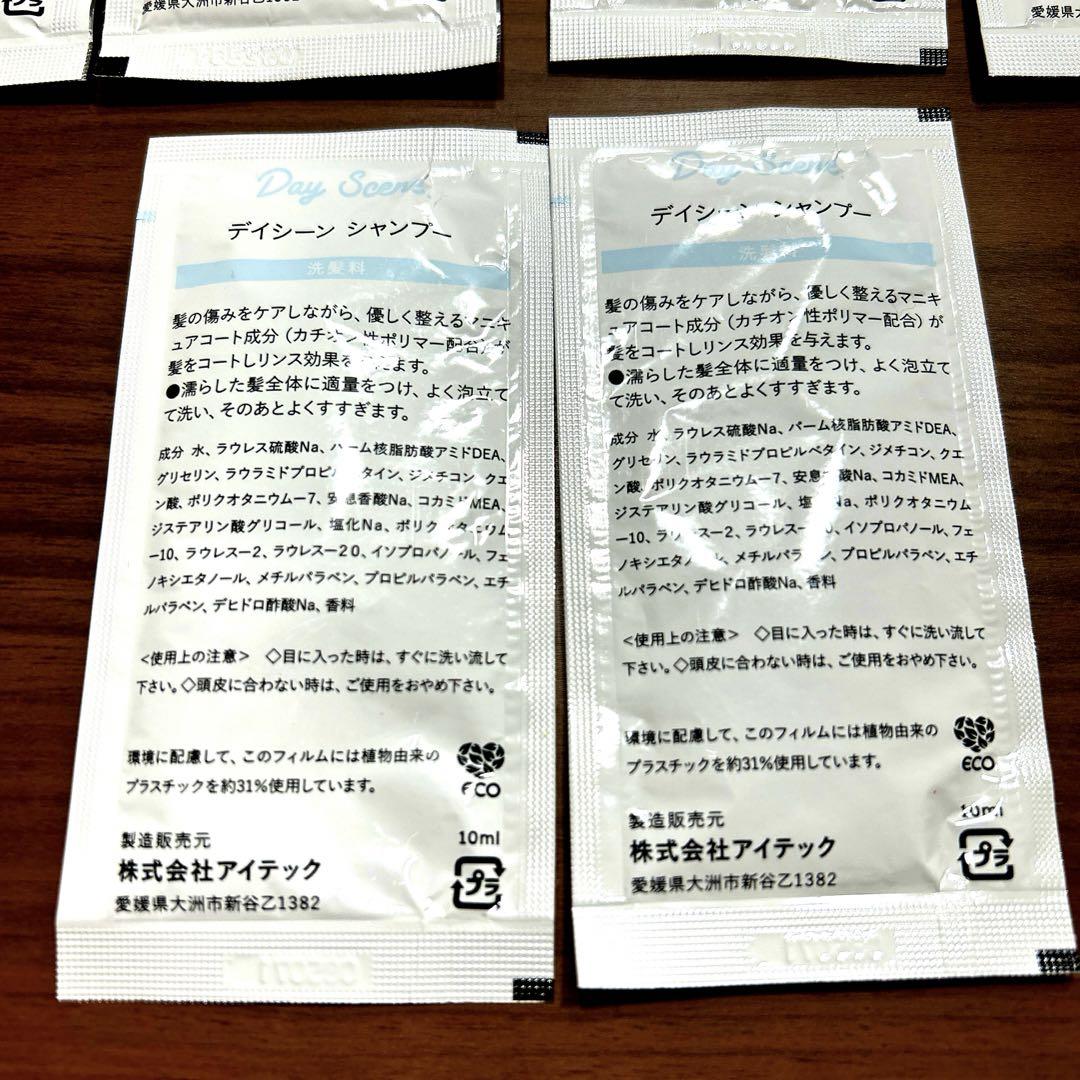 愛媛県大洲市新谷乙1382
愛媛県
Day Scene
デイシーン シャンプー
洗髪料
髪の傷みをケアしながら、優しく整えるマニキ
ュアコート成分（カチオン性ポリマー配合）が
髪をコートしリンス効果を与えます。
●濡らした髪全体に適量をつけ、よく泡立て
て洗い、そのあとよくすすぎます。
成分 水、ラウレス硫酸Na、パーム核脂肪酸アミドDEA、
グリセリン、ラウラミドプロピルベタイン、ジメチコン、クエ
ン酸、ポリクオタニウム－7、安息香酸Na、コカミドMEA、
ジステアリン酸グリコール、塩化Na、ポリクオタニウム
－10、ラウレス－2、ラウレス－20、イソプロパノール、フェ
ノキシエタノール、メチルパラベン、プロピルパラベン、エチ
ルパラベン、デヒドロ酢酸Na、香料
<使用上の注意> ◇目に入った時は、すぐに洗い流して
下さい。◇頭皮に合わない時は、ご使用をおやめ下さい。
環境に配慮して、このフィルムには植物由来の
プラスチックを約31%使用しています。
ECO
製造販売元
10ml
株式会社アイテック
プラ
愛媛県大洲市新谷乙1382
Day Scene
デイシーン シャンプー
洗髪料
髪の傷みをケアしながら、優しく整えるマニキ
ュアコート成分（カチオン性ポリマー配合）が
髪をコートしリンス効果を与えます。
●濡らした髪全体に適量をつけ、よく泡立て
て洗い、そのあとよくすすぎます。
成分 水、ラウレス硫酸Na、パーム核脂肪酸アミドDEA、
グリセリン、ラウラミドプロピルベタイン、ジメチコン、クエ
ン酸、ポリクオタニウム－7、安息香酸Na、コカミドMEA、
ジステアリン酸グリコール、塩化Na、ポリクオタニウム
－10、ラウレス－2、ラウレス－20、イソプロパノール、フェ
ノキシエタノール、メチルパラベン、プロピルパラベン、エチ
ルパラベン、デヒドロ酢酸Na、香料
<使用上の注意> ◇目に入った時は、すぐに洗い流して
下さい。◇頭皮に合わない時は、ご使用をおやめ下さい。
環境に配慮して、このフィルムには植物由来の
プラスチックを約31%使用しています。
ECO
製造販売元
10ml
株式会社アイテック
プラ
愛媛県大洲市新谷乙1382